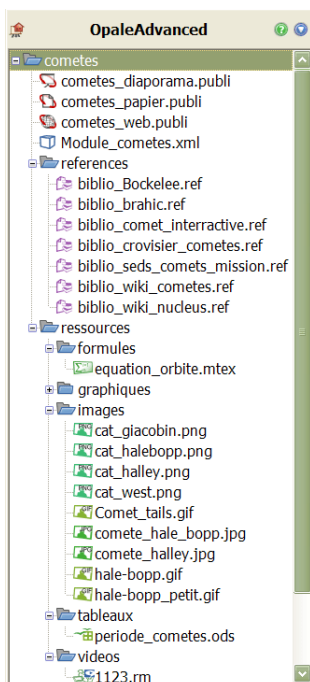 OpaleAdvanced
cometes
cometes_diaporama.publi
cometes_papier.publi
cometes_web.publi
Module_cometes.xml
references
biblio_Bockelee.ref
biblio_brahic.ref
biblio_comet_interractive.ref
biblio_crovisier_cometes.ref
biblio_seds_comets_mission.ref
biblio_wiki_cometes.ref
biblio_wiki_nucleus.ref
ressources
formules
equation_orbite.mtex
graphiques
images
cat_giacobin.png
cat_halebopp.png
cat_halley.png
cat_west.png
Comet_tails.gif
comete_hale_bopp.jpg
comete_halley.jpg
hale-bopp.gif
hale-bopp_petit.gif
tableaux
periode_cometes.ods
videos
1123.rm